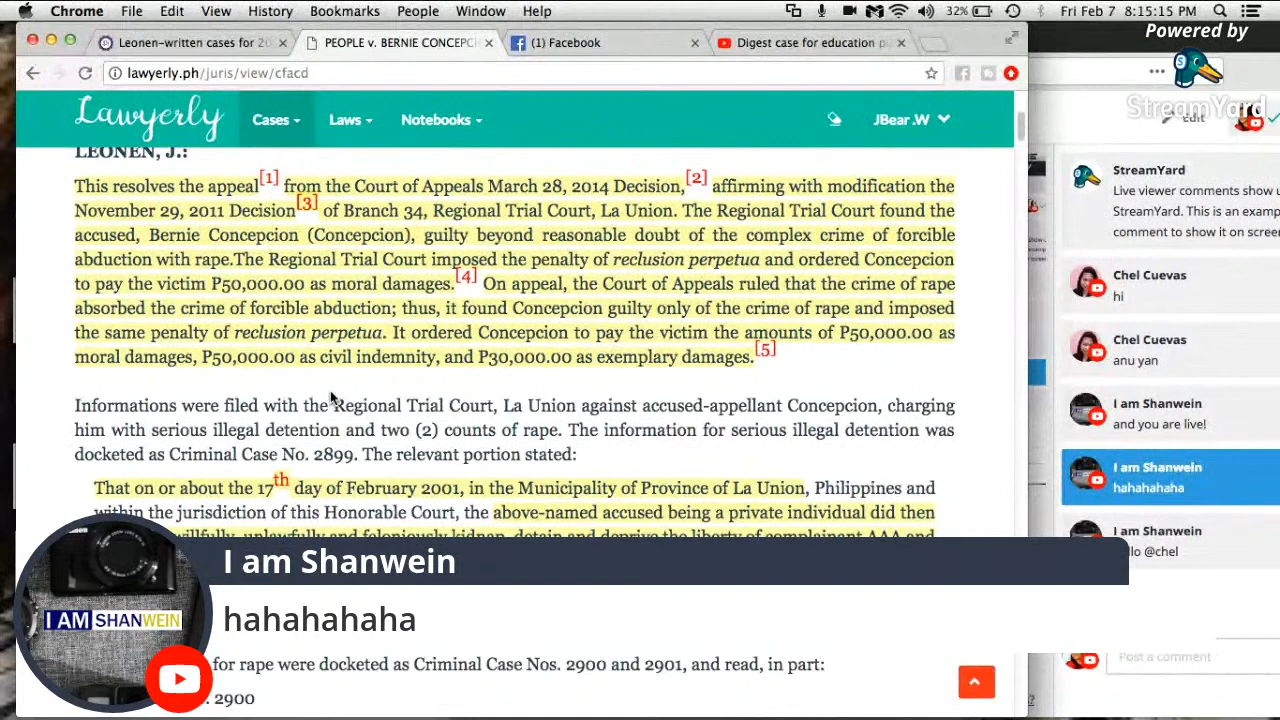 Chrome File Edit View History Bookmarks People Window Help 32% Fri Feb 7 8:15:15 PM
Leonen-written cases for 20 × PEOPLE v. BERNIE CONCEPC × (1) Facebook × Digest case for education p ×
Powered by
StreamYard
lawyerly.ph/juris/view/cfacd
Lawyerly Cases Laws Notebooks JBear.W
Edit
LEONEN, J.:
This resolves the appeal[1] from the Court of Appeals March 28, 2014 Decision,[2] affirming with modification the
November 29, 2011 Decision[3] of Branch 34, Regional Trial Court, La Union. The Regional Trial Court found the
accused, Bernie Concepcion (Concepcion), guilty beyond reasonable doubt of the complex crime of forcible
abduction with rape.The Regional Trial Court imposed the penalty of reclusion perpetua and ordered Concepcion
to pay the victim P50,000.00 as moral damages.[4] On appeal, the Court of Appeals ruled that the crime of rape
absorbed the crime of forcible abduction; thus, it found Concepcion guilty only of the crime of rape and imposed
the same penalty of reclusion perpetua. It ordered Concepcion to pay the victim the amounts of P50,000.00 as
moral damages, P50,000.00 as civil indemnity, and P30,000.00 as exemplary damages.[5]
Informations were filed with the Regional Trial Court, La Union against accused-appellant Concepcion, charging
him with serious illegal detention and two (2) counts of rape. The information for serious illegal detention was
docketed as Criminal Case No. 2899. The relevant portion stated:
That on or about the 17th day of February 2001, in the Municipality of Province of La Union, Philippines and
within the jurisdiction of this Honorable Court, the above-named accused being a private individual did then
willfully, unlawfully and feloniously kidnap, detain and deprive the liberty of complainant AAA and
for rape were docketed as Criminal Case Nos. 2900 and 2901, and read, in part:
. 2900
StreamYard
Live viewer comments show u
StreamYard. This is an examp
comment to show it on screen
Chel Cuevas
hi
Chel Cuevas
anu yan
I am Shanwein
and you are live!
I am Shanwein
hahahahaha
I am Shanwein
llo @chel
Post a comment
I am Shanwein
hahahahaha
I AM SHANWEIN